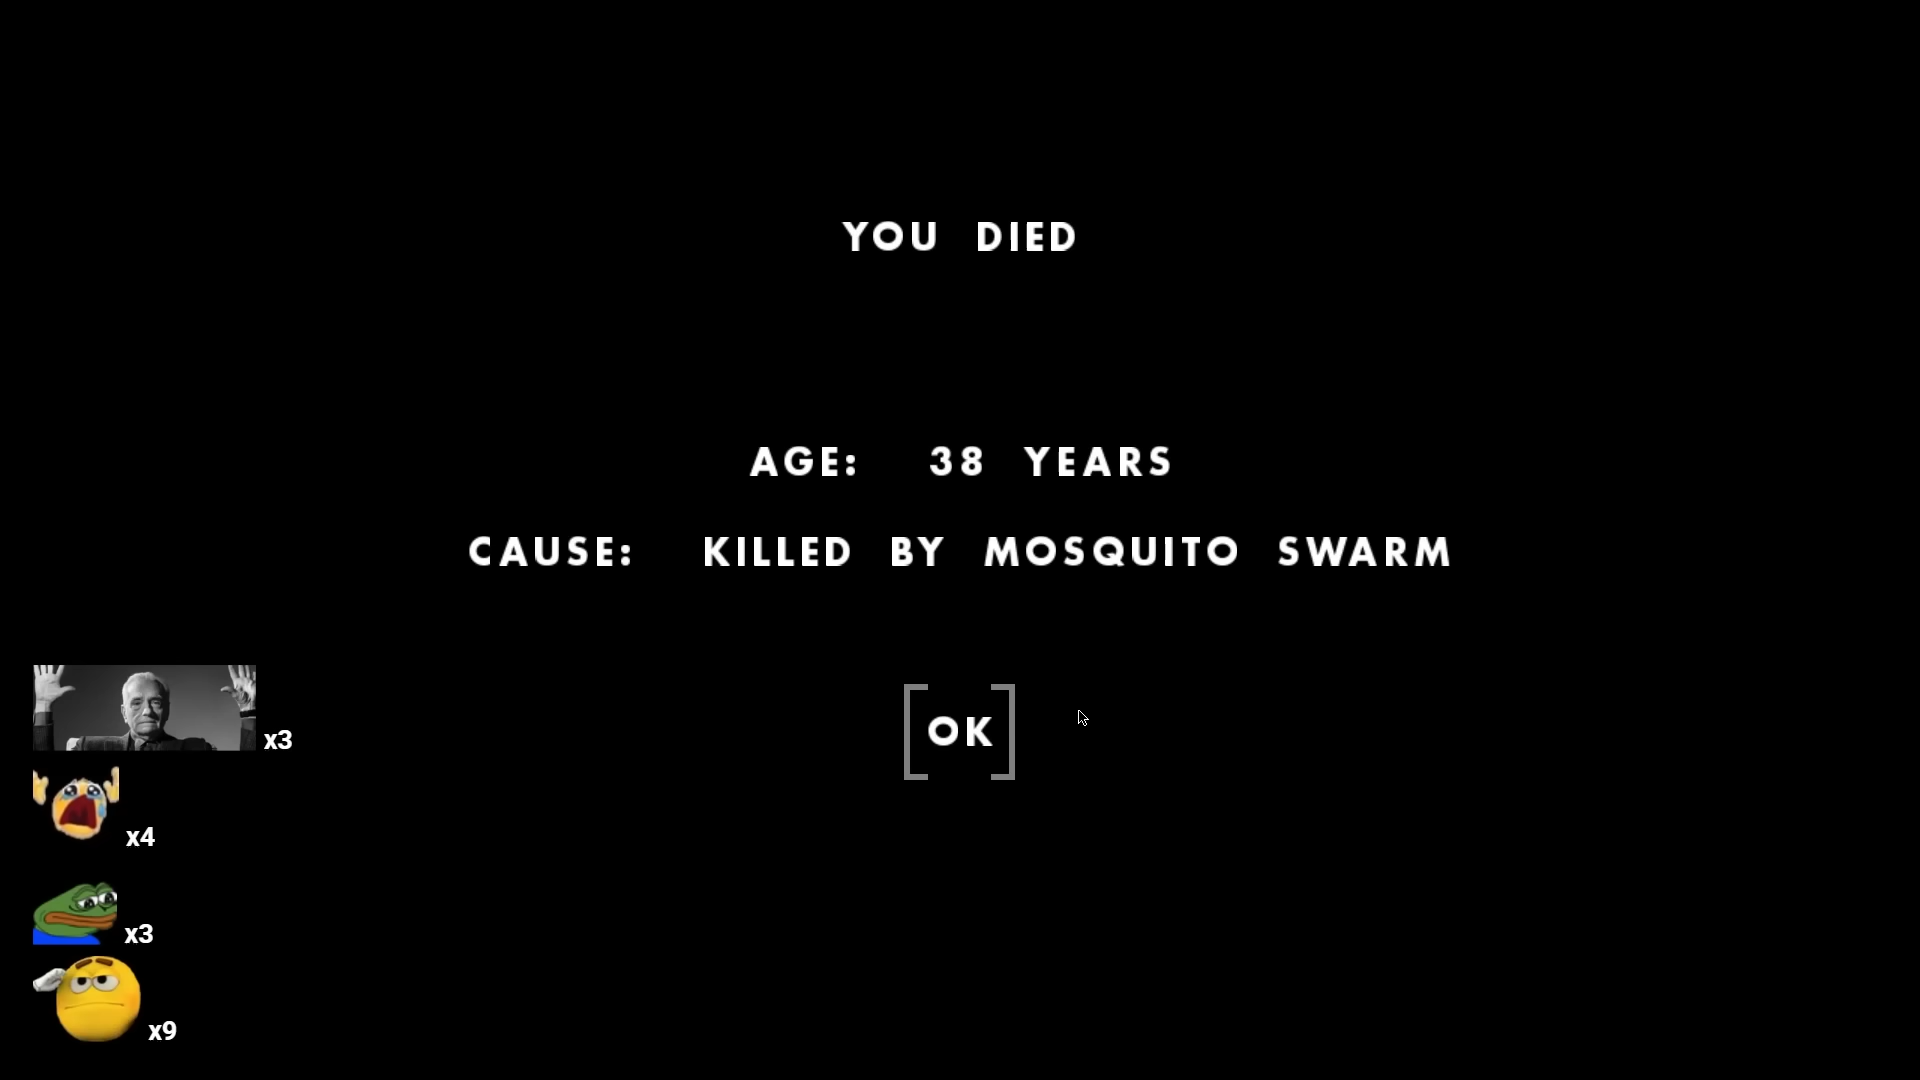 YOU DIED
AGE: 38 YEARS
CAUSE: KILLED BY MOSQUITO SWARM
OK
x3
x4
x3
x9